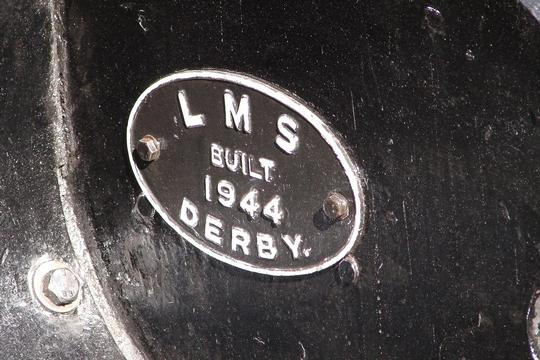 LMS
BUILT
1944
DERBY.